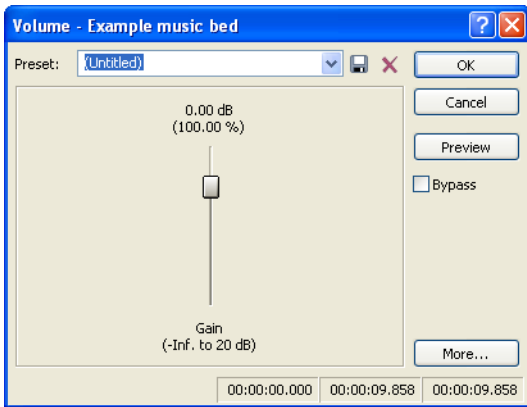 Volume - Example music bed
Preset: (Untitled)
OK
Cancel
Preview
Bypass
0.00 dB
(100.00 %)
Gain
(-Inf. to 20 dB)
More...
00:00:00.000 00:00:09.858 00:00:09.858